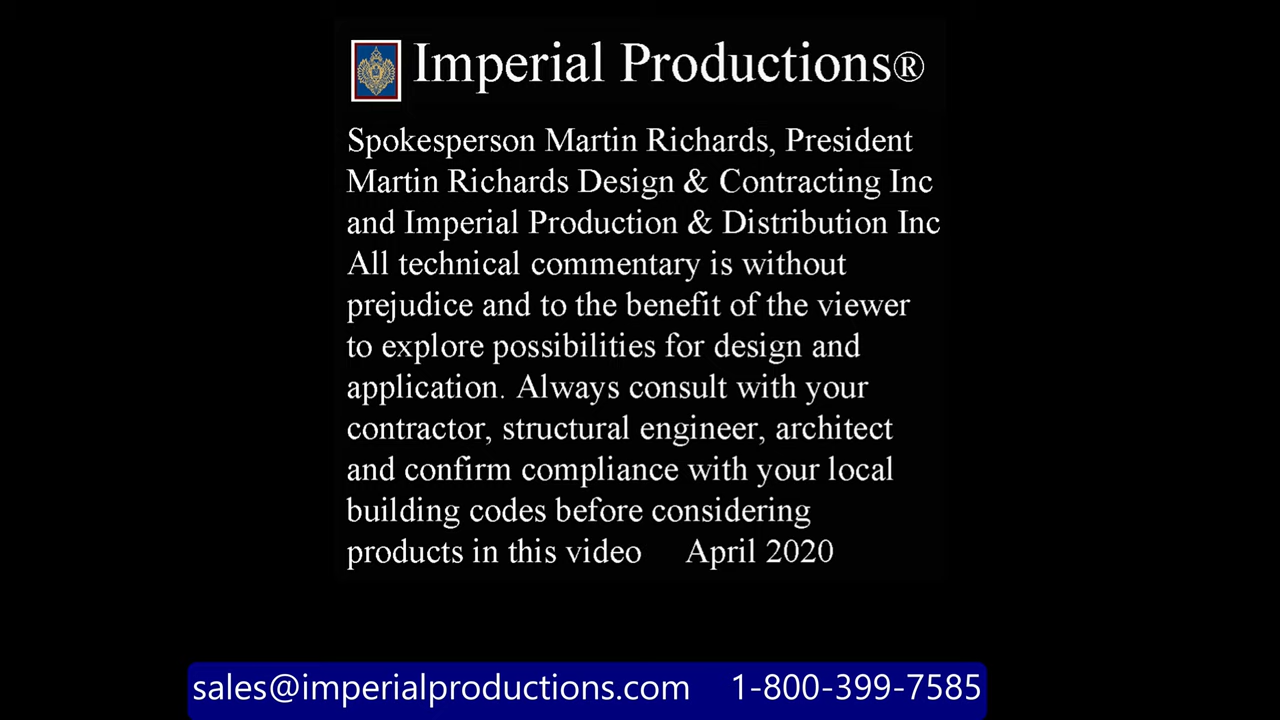 Imperial Productions®
Spokesperson Martin Richards, President
Martin Richards Design & Contracting Inc
and Imperial Production & Distribution Inc
All technical commentary is without
prejudice and to the benefit of the viewer
to explore possibilities for design and
application. Always consult with your
contractor, structural engineer, architect
and confirm compliance with your local
building codes before considering
products in this video April 2020
sales@imperialproductions.com 1-800-399-7585